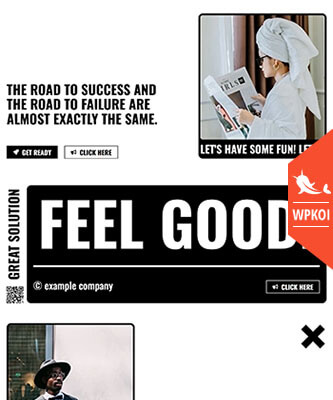 THE ROAD TO SUCCESS AND
THE ROAD TO FAILURE ARE
ALMOST EXACTLY THE SAME.
GET READY
CLICK HERE
LET'S HAVE SOME FUN!
WPKOI
GREAT SOLUTION
FEEL GOOD
© example company
CLICK HERE